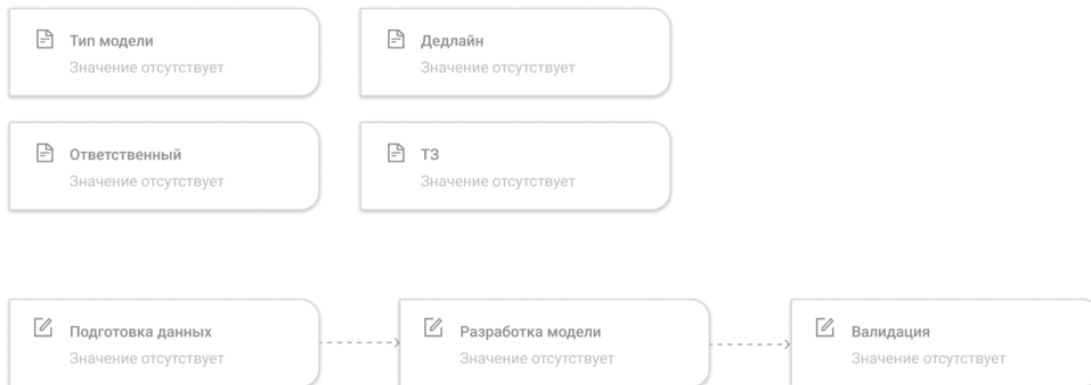 Тип модели
Значение отсутствует
Дедлайн
Значение отсутствует
Ответственный
Значение отсутствует
ТЗ
Значение отсутствует
Подготовка данных
Значение отсутствует
Разработка модели
Значение отсутствует
Валидация
Значение отсутствует